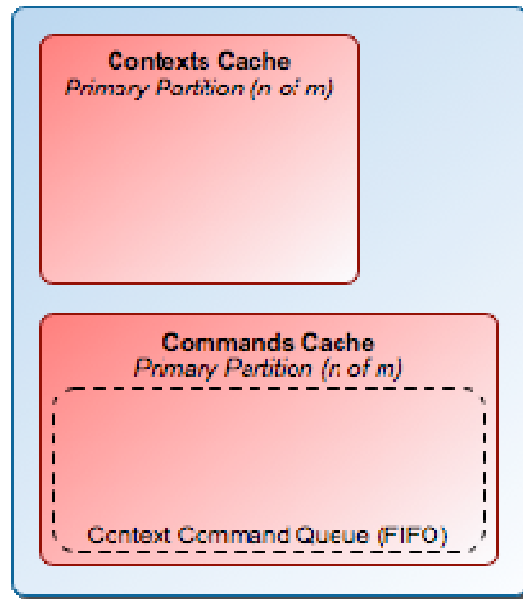 Contexts Cache
Primary Partition (n of m)
Commands Cache
Primary Partition (n of m)
Context Command Queue (FIFO)